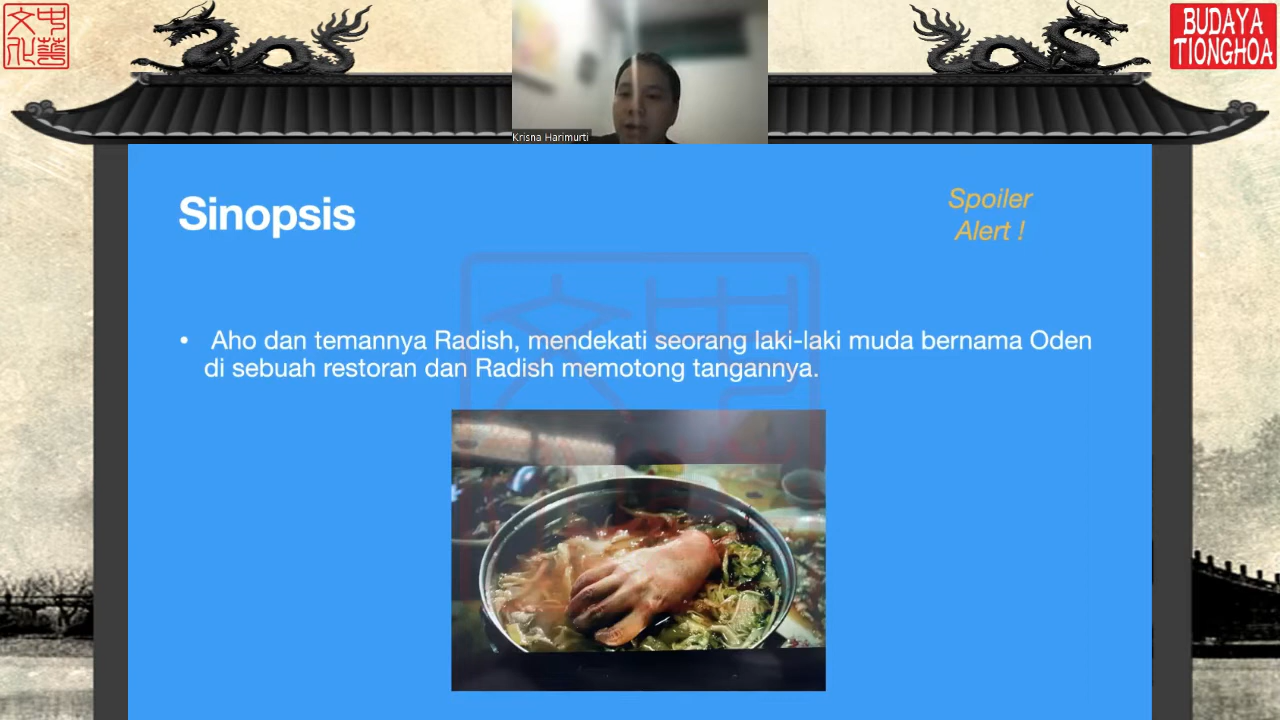 BUDAYA
TIONGHOA
Krisna Harimurti
Sinopsis
Spoiler
Alert !
• Aho dan temannya Radish, mendekati seorang laki-laki muda bernama Oden
di sebuah restoran dan Radish memotong tangannya.